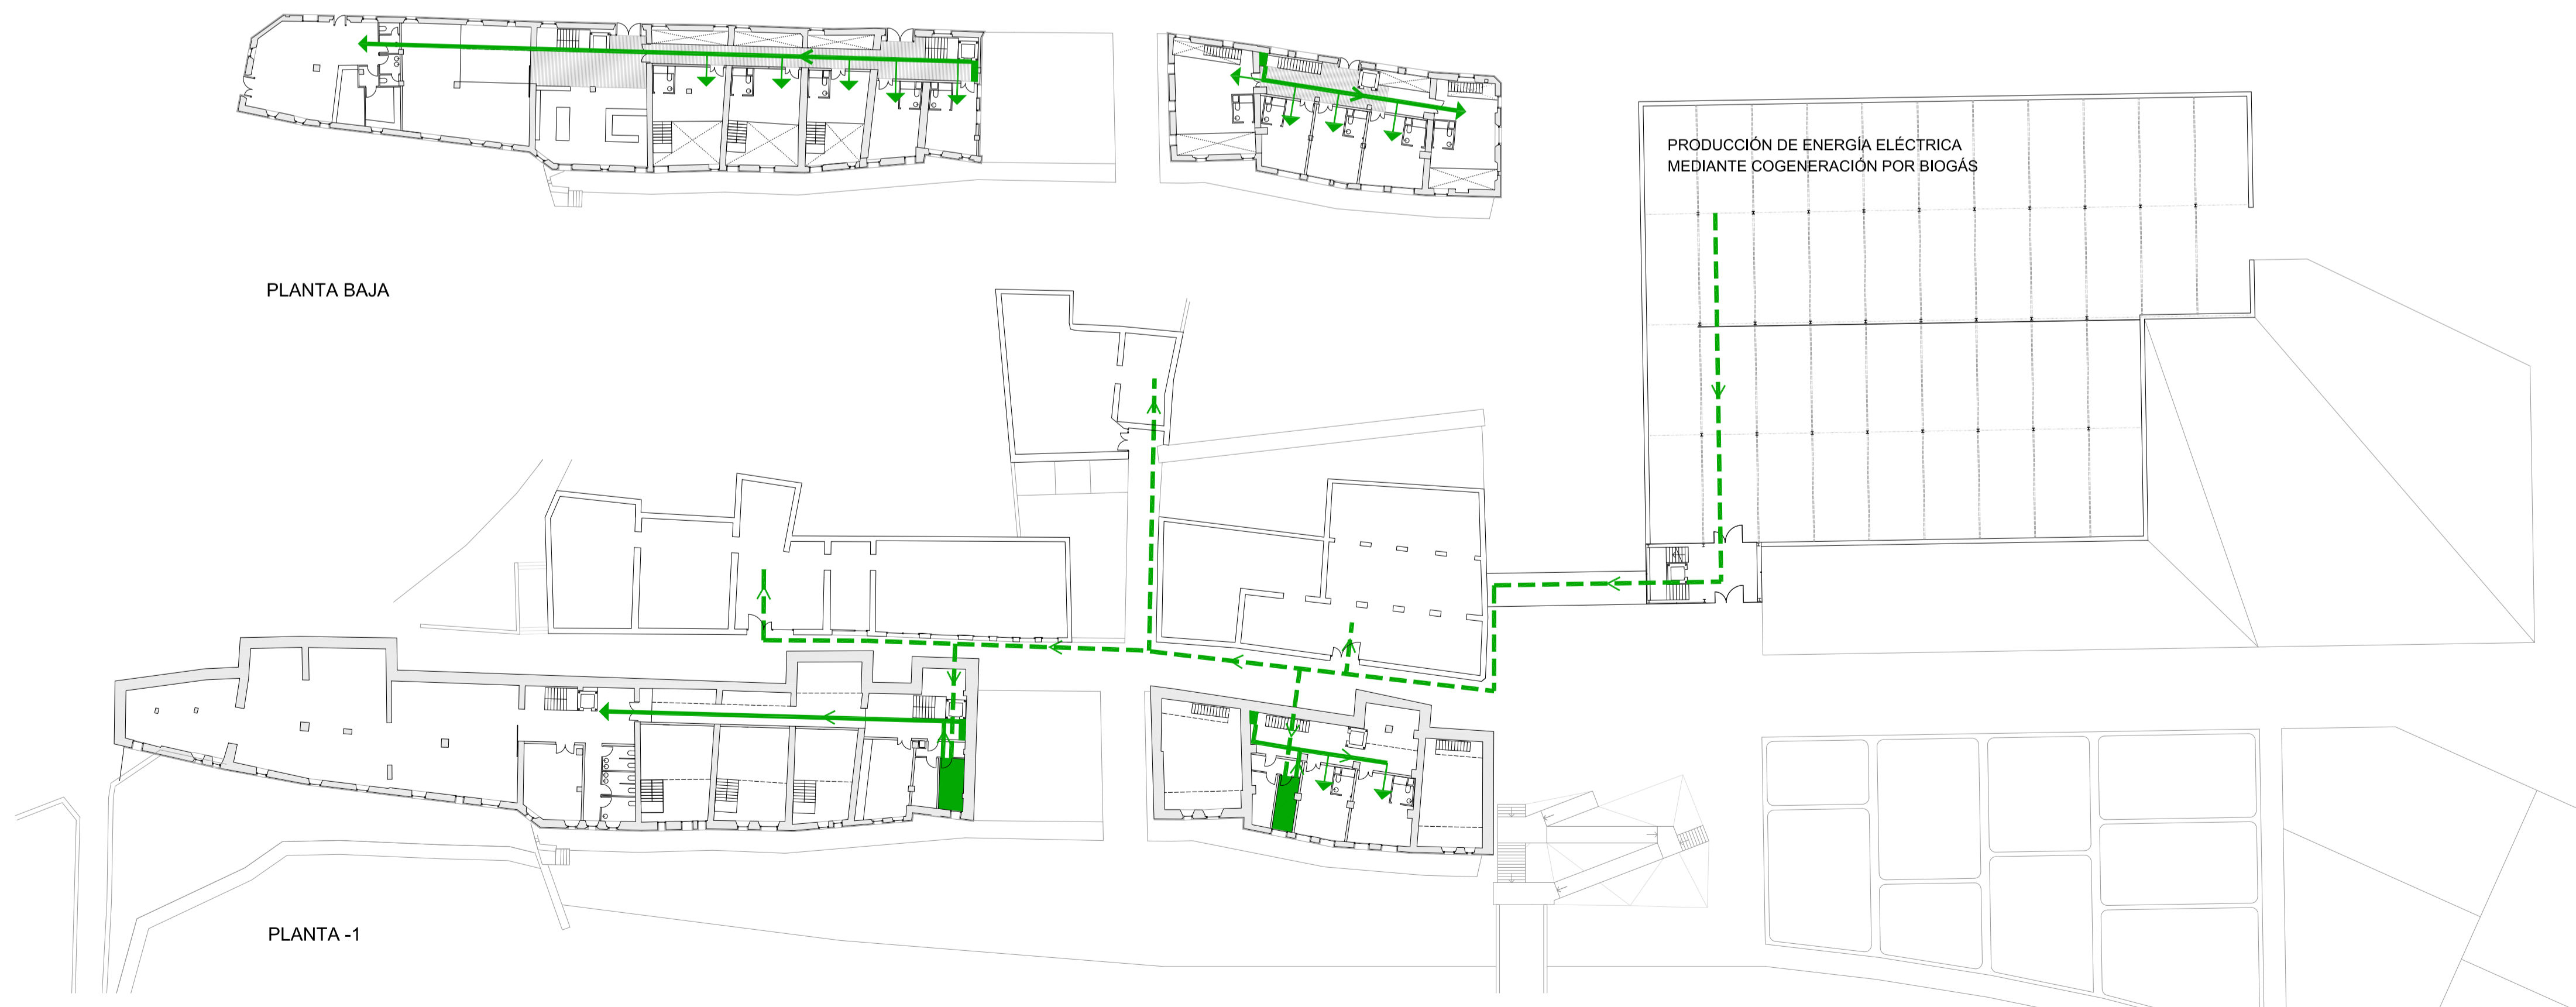 PRODUCCIÓN DE ENERGÍA ELÉCTRICA
MEDIANTE COGENERACIÓN POR BIOGÁS
PLANTA BAJA
PLANTA -1